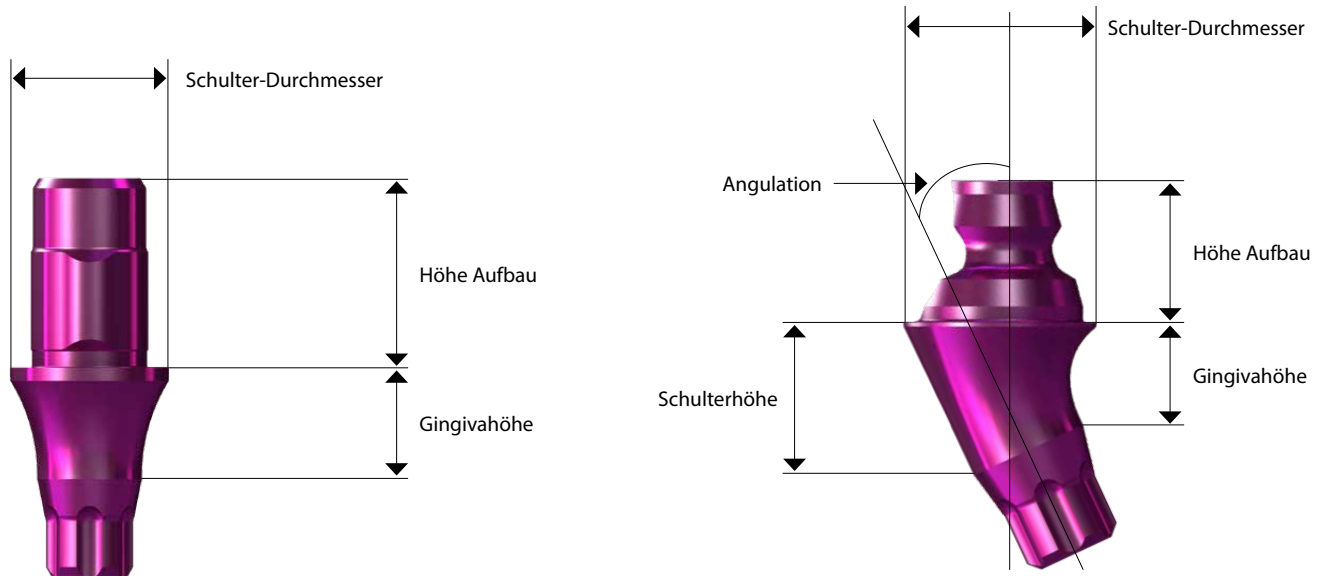 Schulter-Durchmesser
Höhe Aufbau
Gingivahöhe
Schulter-Durchmesser
Angulation
Höhe Aufbau
Schulterhöhe
Gingivahöhe